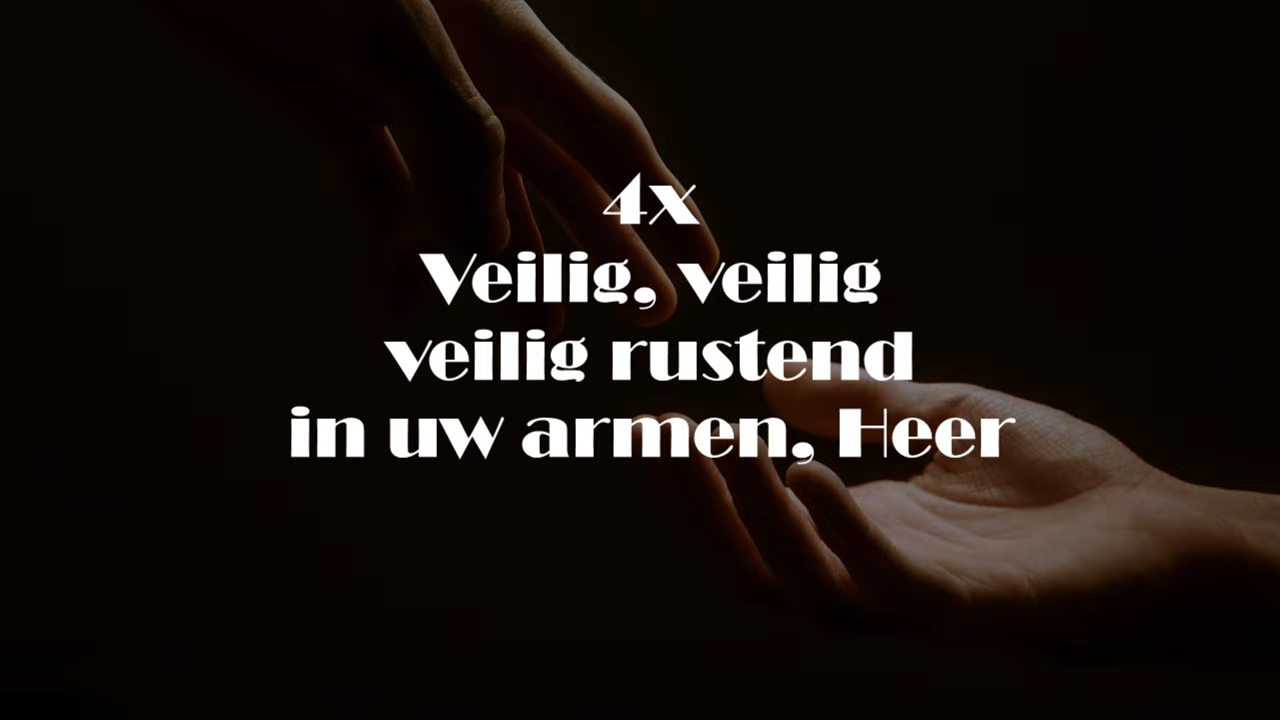 4x
Veilig, veilig
veilig rustend
in uw armen, Heer